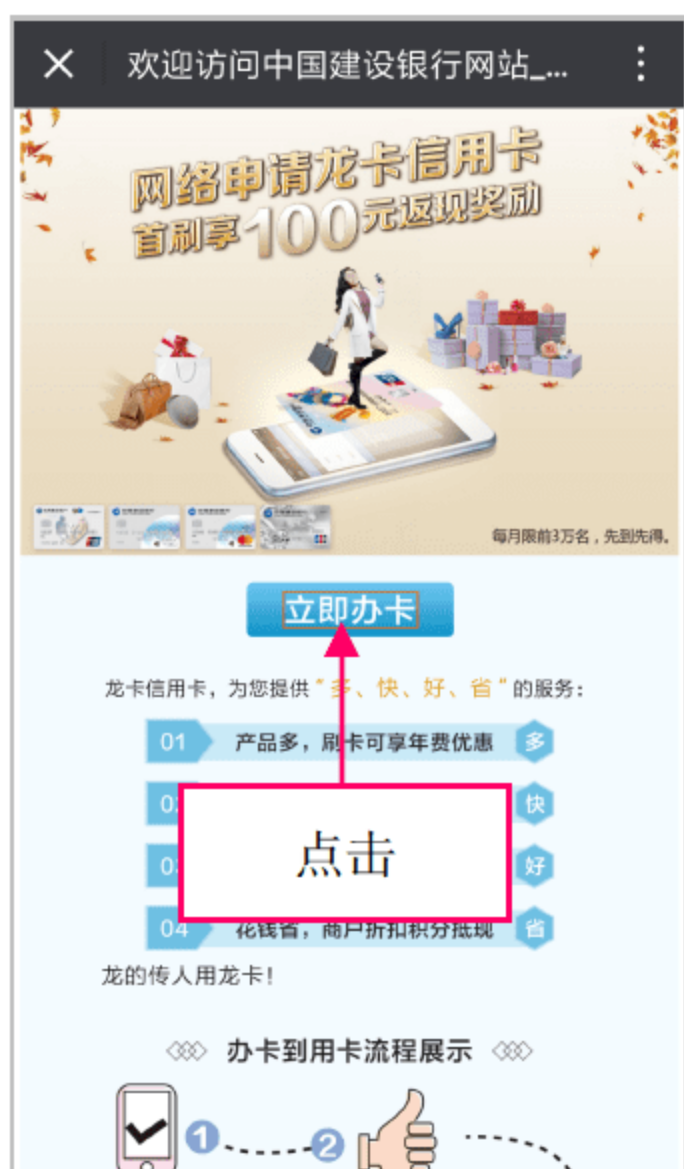 欢迎访问中国建设银行网站_...
网络申请龙卡信用卡
首刷享100元返现奖励
每月限前3万名，先到先得。
立即办卡
龙卡信用卡，为您提供“多、快、好、省”的服务：
01 产品多，刷卡可享年费优惠 多
快
点击
好
04 花钱省，商户折扣积分抵现 省
龙的传人用龙卡！
办卡到用卡流程展示
1
2